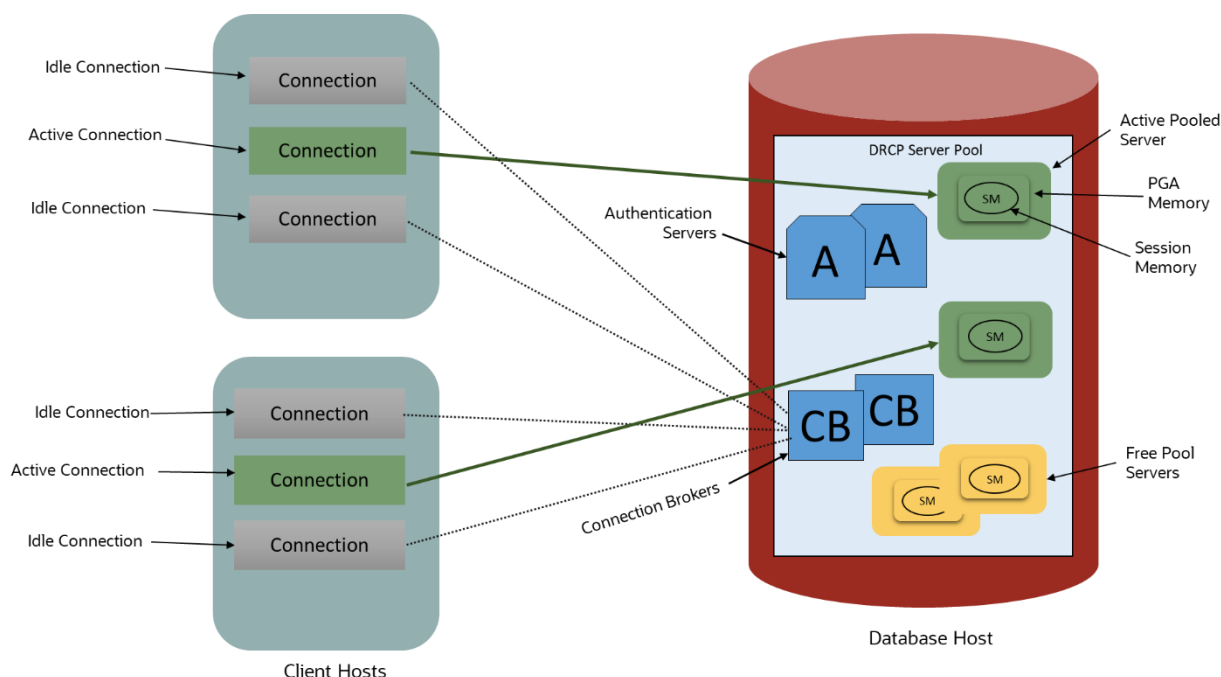 Idle Connection
Connection
Active Connection
Connection
Idle Connection
Connection
Idle Connection
Connection
Active Connection
Connection
Idle Connection
Connection
Client Hosts
DRCP Server Pool
Authentication
Servers
A
A
SM
Active Pooled
Server
PGA
Memory
Session
Memory
SM
CB
CB
Connection Brokers
SM
SM
Free Pool
Servers
Database Host